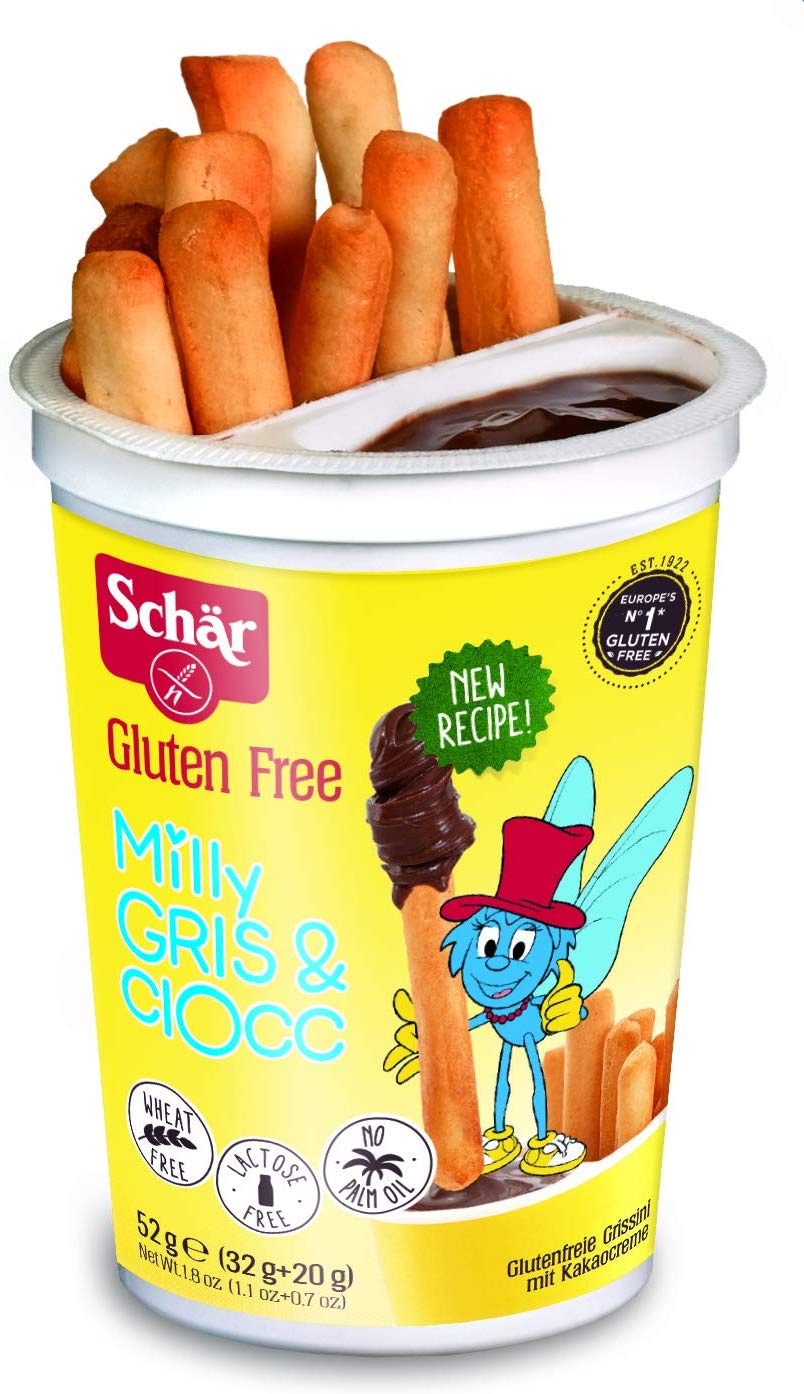 Schär
Gluten Free
EST. 1922
EUROPE'S
N° 1*
GLUTEN
FREE
NEW
RECIPE!
Milly
GRIS &
CIOCC
WHEAT
FREE
LACTOSE
FREE
NO
PALM OIL
52 g ℮ (32 g+20 g)
Net Wt.1.8 oz (1.1 oz+0.7 oz)
Glutenfreie Grissini
mit Kakaocreme